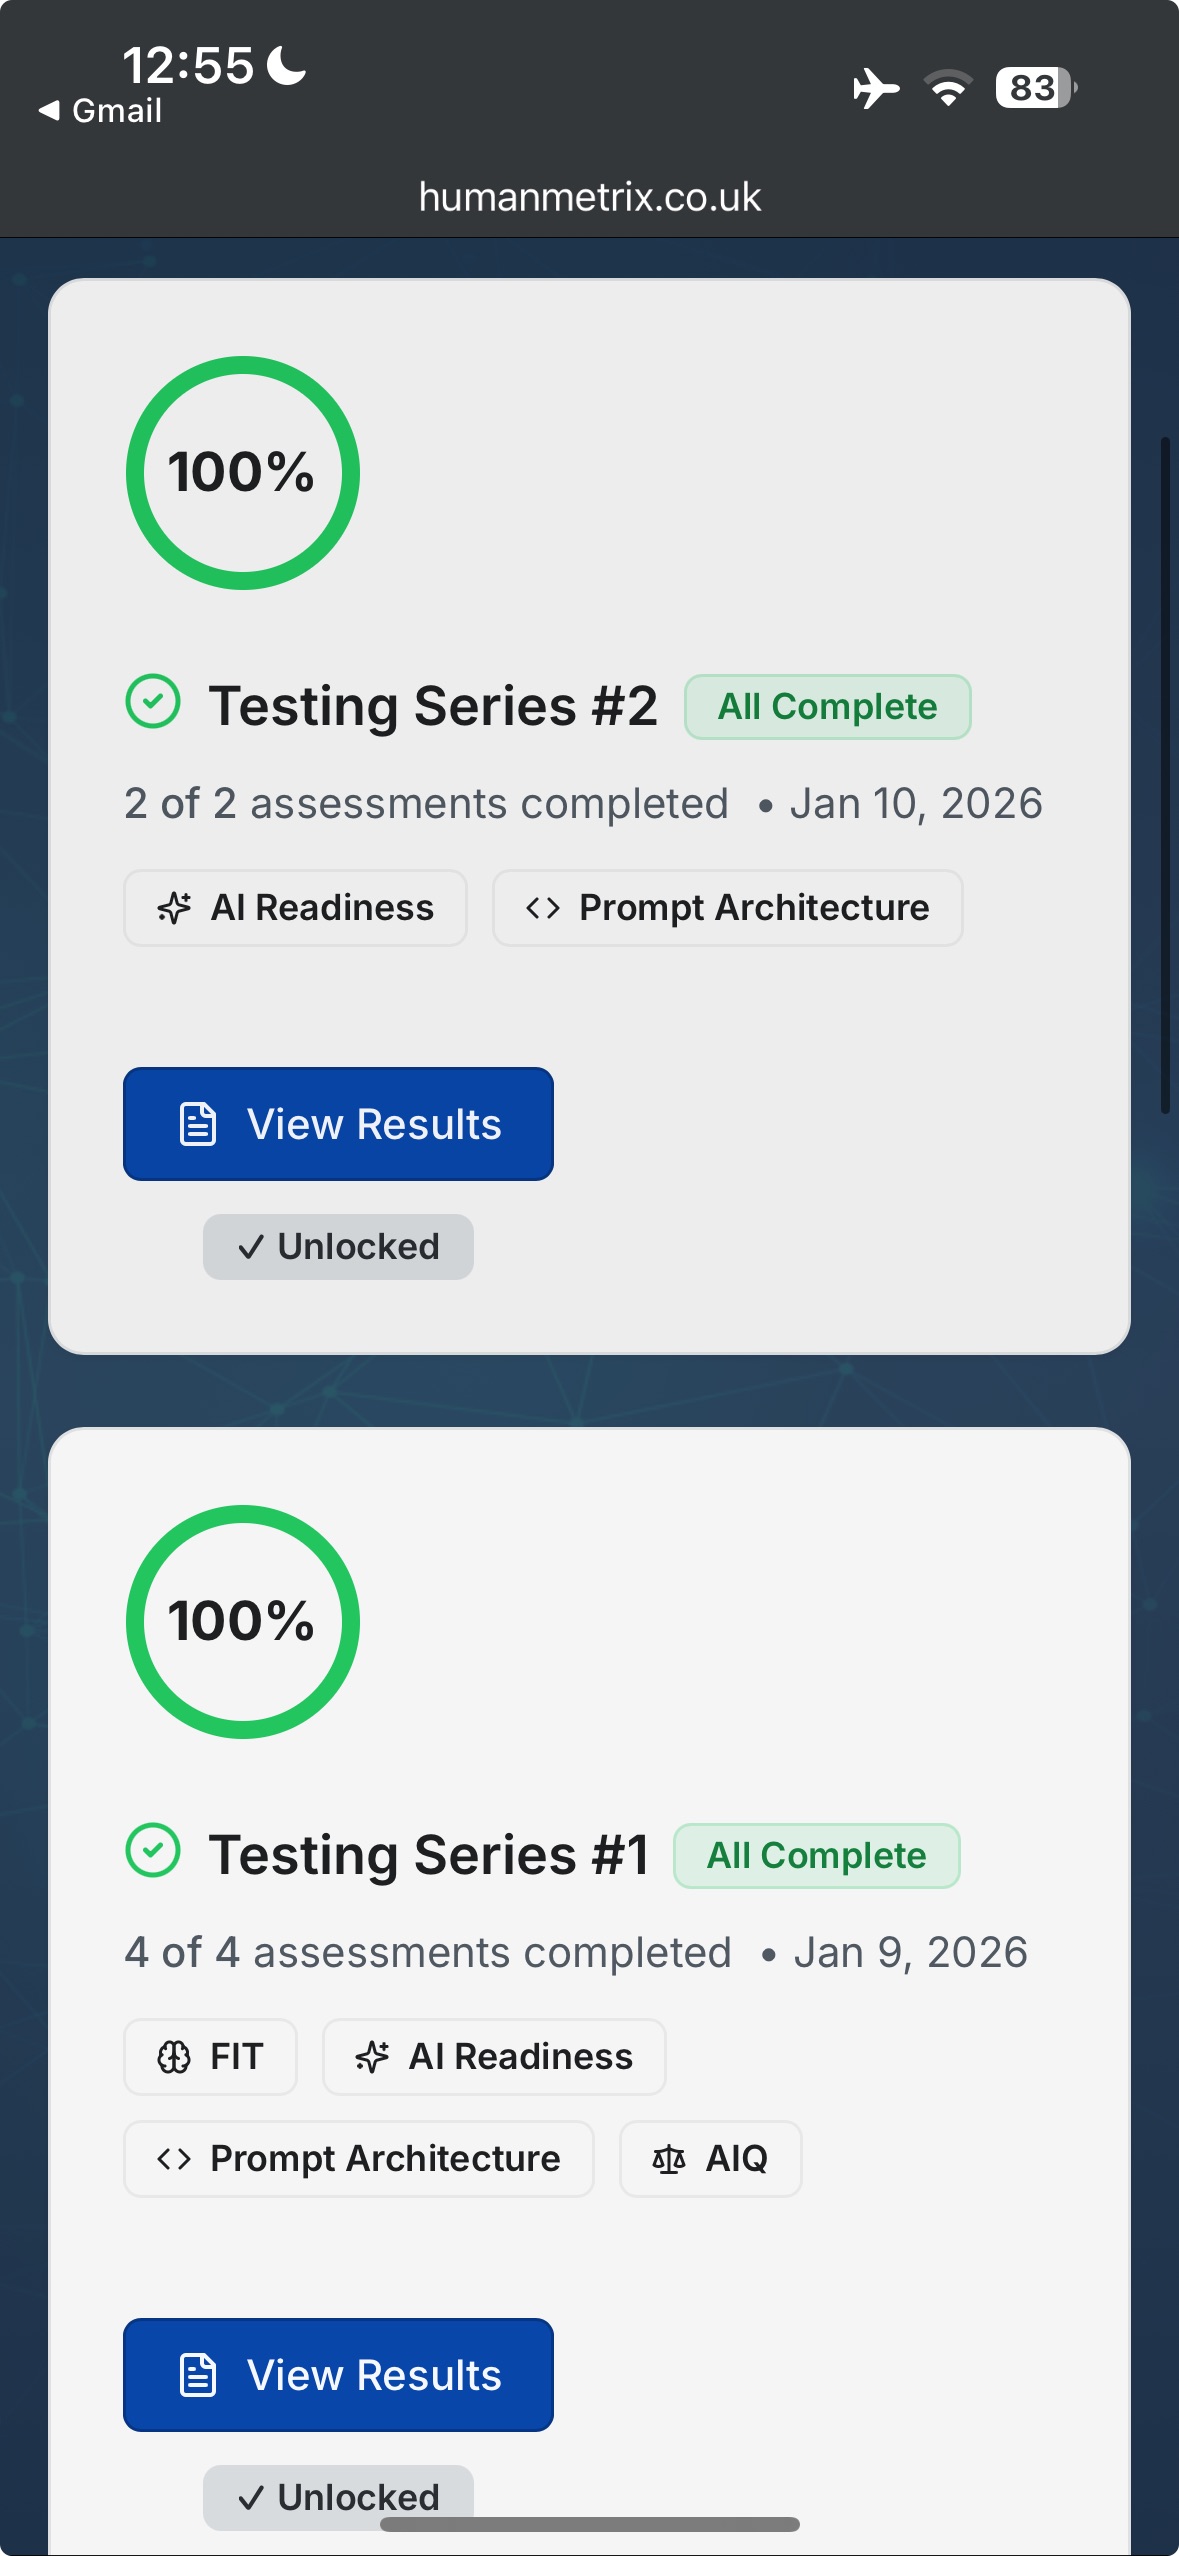 12:55
Gmail
83
humanmetrix.co.uk
100%
Testing Series #2 All Complete
2 of 2 assessments completed • Jan 10, 2026
AI Readiness Prompt Architecture
View Results
✓ Unlocked
100%
Testing Series #1 All Complete
4 of 4 assessments completed • Jan 9, 2026
FIT AI Readiness
Prompt Architecture AIQ
View Results
✓ Unlocked